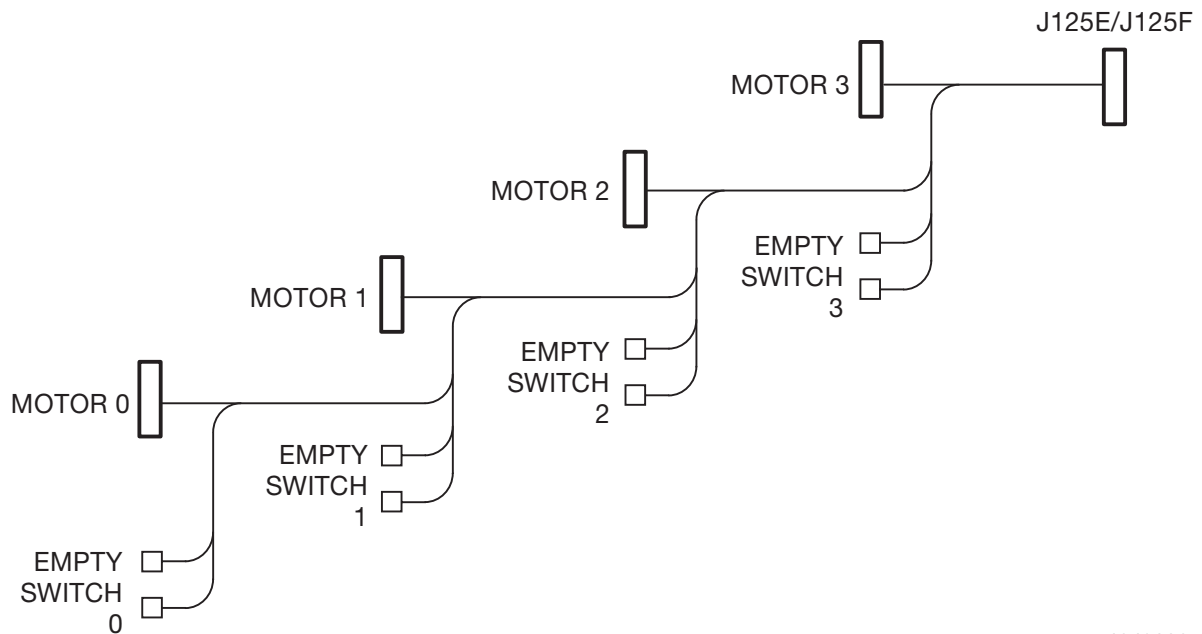 J125E/J125F
MOTOR 3
MOTOR 2
EMPTY
SWITCH
3
MOTOR 1
EMPTY
SWITCH
2
MOTOR 0
EMPTY
SWITCH
1
EMPTY
SWITCH
0